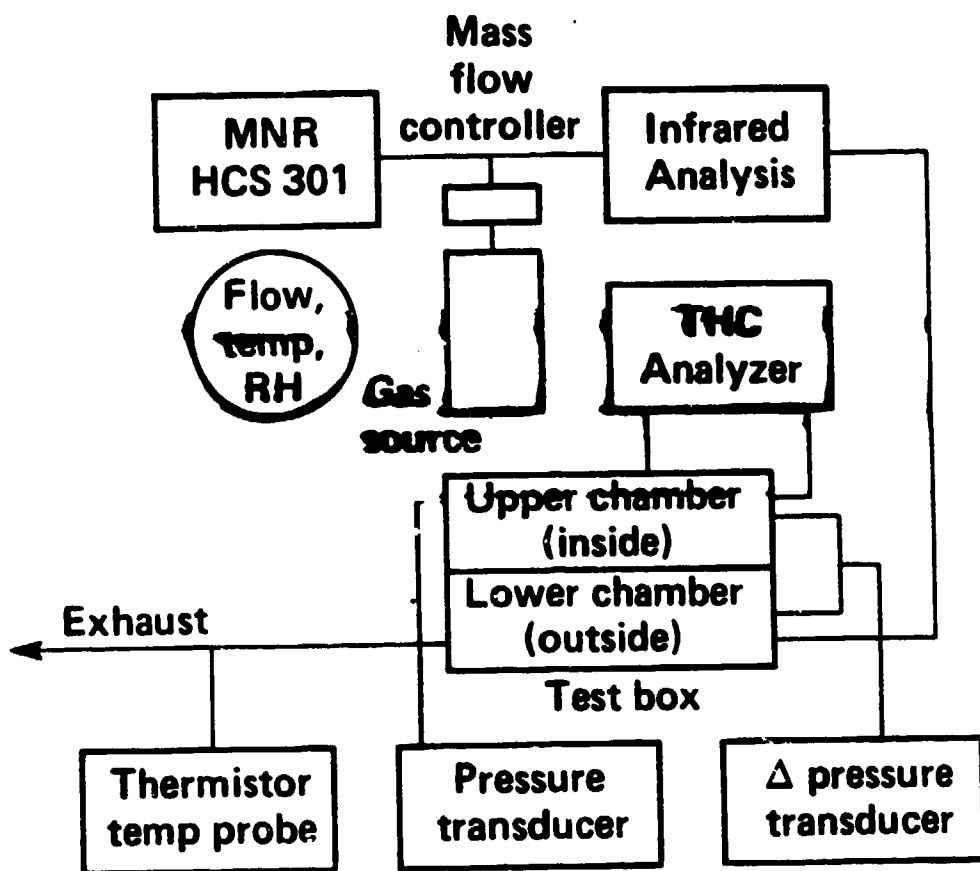 Mass
flow
controller
MNR
HCS 301
Infrared
Analysis
Flow,
temp,
RH
Gas
source
THC
Analyzer
Upper chamber
(inside)
Lower chamber
(outside)
Exhaust
Test box
Thermistor
temp probe
Pressure
transducer
Δ pressure
transducer